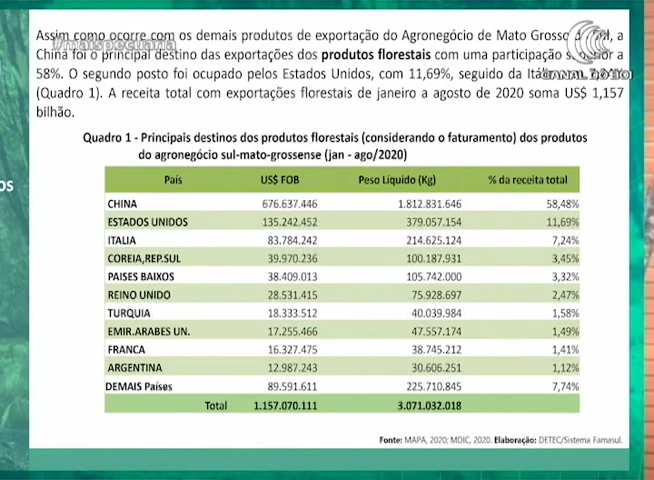 Assim como ocorre com os demais produtos de exportação do Agronegócio de Mato Grosso do Sul, a
#maispecuaria
China foi o principal destino das exportações dos produtos florestais com uma participação superior a
58%. O segundo posto foi ocupado pelos Estados Unidos, com 11,69%, seguido da Itália
CANAL DO BOI
(Quadro 1). A receita total com exportações florestais de janeiro a agosto de 2020 soma US$ 1,157
bilhão.
Quadro 1 - Principais destinos dos produtos florestais (considerando o faturamento) dos produtos
do agronegócio sul-mato-grossense (jan - ago/2020)
País US$ FOB Peso Líquido (Kg) % da receita total
CHINA 676.637.446 1.812.831.646 58,48%
ESTADOS UNIDOS 135.242.452 379.057.154 11,69%
ITALIA 83.784.242 214.625.124 7,24%
COREIA,REP.SUL 39.970.236 100.187.931 3,45%
PAISES BAIXOS 38.409.013 105.742.000 3,32%
REINO UNIDO 28.531.415 75.928.697 2,47%
TURQUIA 18.333.512 40.039.984 1,58%
EMIR.ARABES UN. 17.255.466 47.557.174 1,49%
FRANCA 16.327.475 38.745.212 1,41%
ARGENTINA 12.987.243 30.606.251 1,12%
DEMAIS Países 89.591.611 225.710.845 7,74%
Total 1.157.070.111 3.071.032.018
Fonte: MAPA, 2020; MDIC, 2020. Elaboração: DETEC/Sistema Famasul.
os